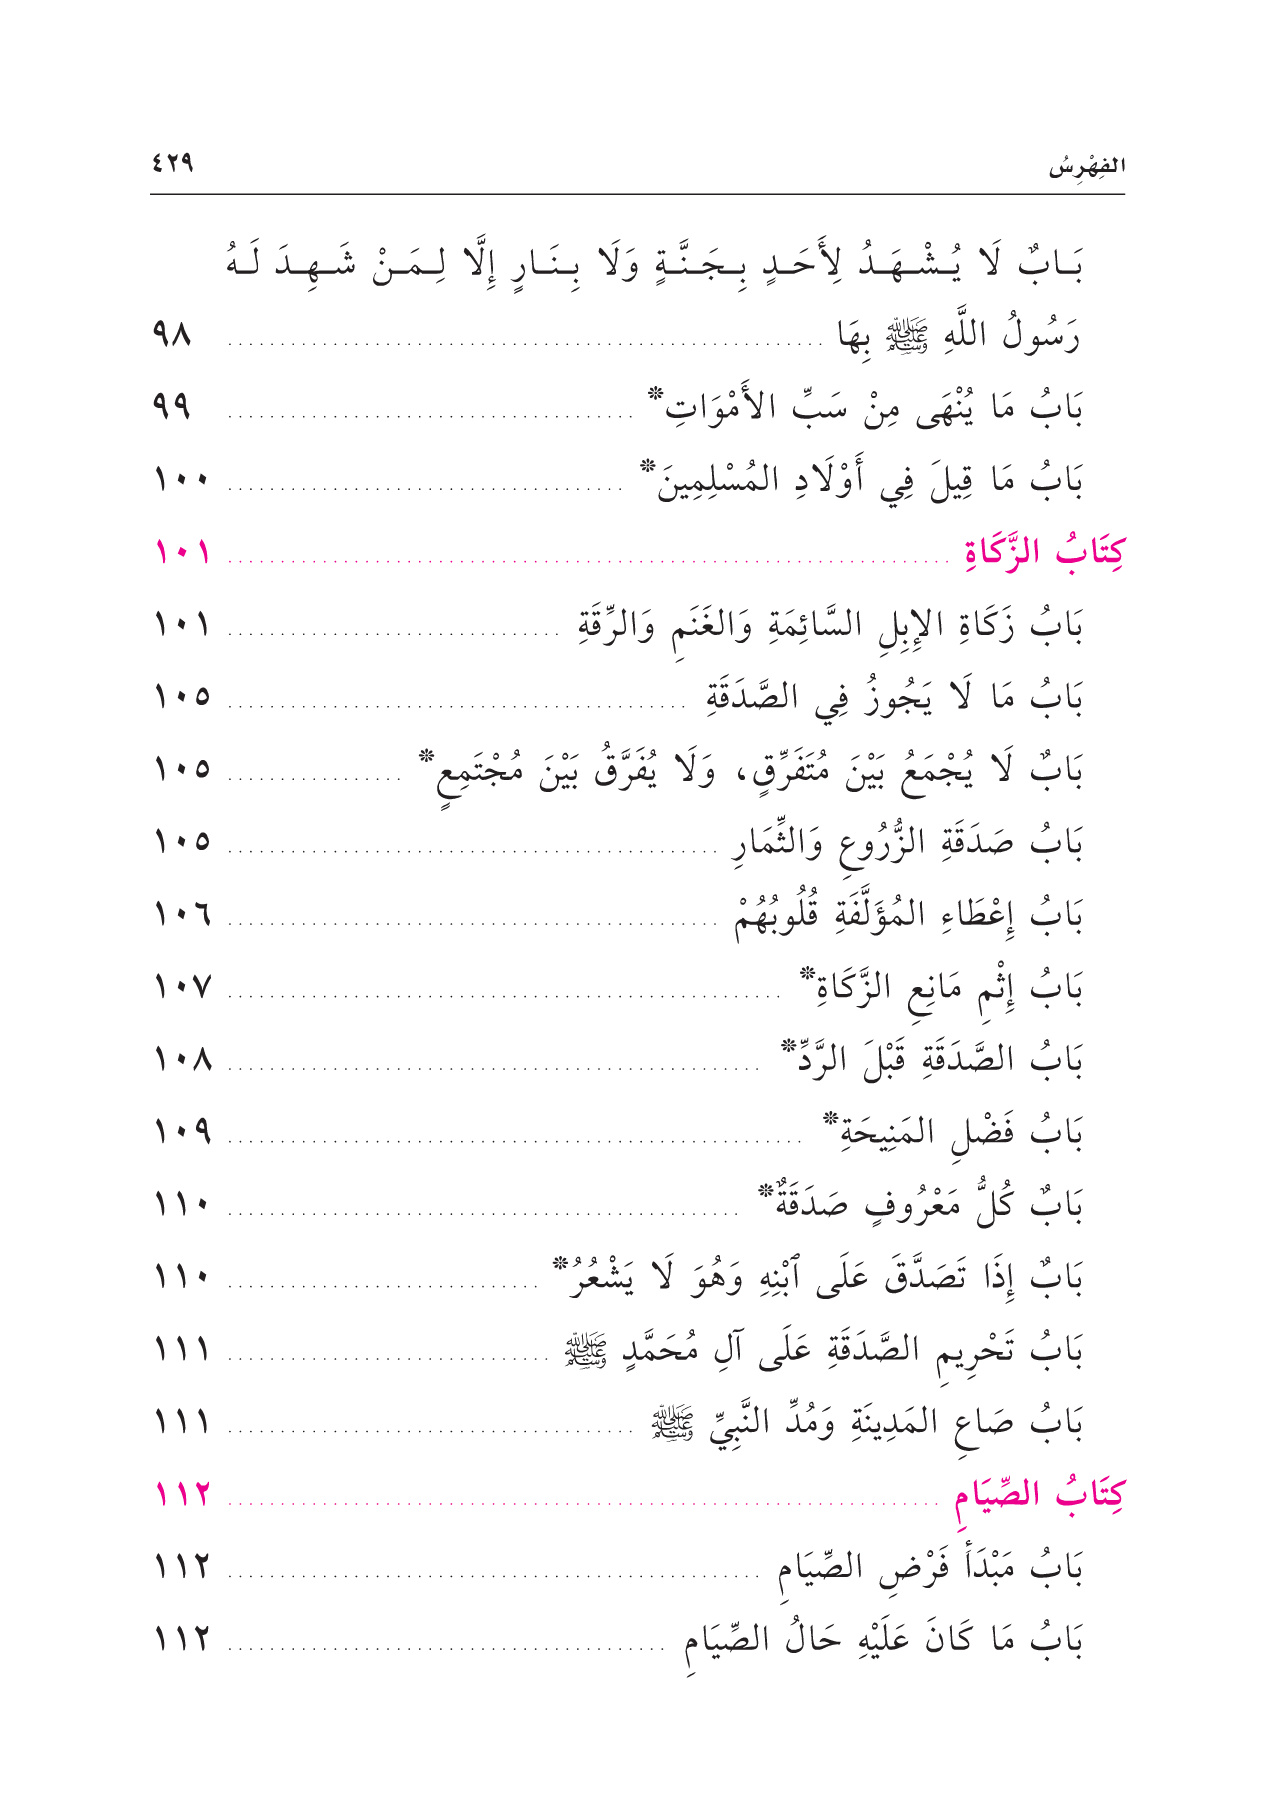 الفِهْرِسُ ٤٢٩
بَابٌ لَا يُشْهَدُ لِأَحَدٍ بِجَنَّةٍ وَلَا بِنَارٍ إِلَّا لِمَنْ شَهِدَ لَهُ
رَسُولُ اللَّهِ ﷺ بِهَا ........ ٩٨
بَابُ مَا يُنْهَى مِنْ سَبِّ الأَمْوَاتِ* ........ ٩٩
بَابُ مَا قِيلَ فِي أَوْلَادِ المُسْلِمِينَ* ........ ١٠٠
كِتَابُ الزَّكَاةِ ........ ١٠١
بَابُ زَكَاةِ الإِبِلِ السَّائِمَةِ وَالغَنَمِ وَالرِّقَةِ ........ ١٠١
بَابُ مَا لَا يَجُوزُ فِي الصَّدَقَةِ ........ ١٠٥
بَابٌ لَا يُجْمَعُ بَيْنَ مُتَفَرِّقٍ، وَلَا يُفَرَّقُ بَيْنَ مُجْتَمِعٍ* ........ ١٠٥
بَابُ صَدَقَةِ الزُّرُوعِ وَالثِّمَارِ ........ ١٠٥
بَابُ إِعْطَاءِ المُؤَلَّفَةِ قُلُوبُهُمْ ........ ١٠٦
بَابُ إِثْمِ مَانِعِ الزَّكَاةِ* ........ ١٠٧
بَابُ الصَّدَقَةِ قَبْلَ الرَّدِّ* ........ ١٠٨
بَابُ فَضْلِ المَنِيحَةِ* ........ ١٠٩
بَابٌ كُلُّ مَعْرُوفٍ صَدَقَةٌ* ........ ١١٠
بَابٌ إِذَا تَصَدَّقَ عَلَى ٱبْنِهِ وَهُوَ لَا يَشْعُرُ* ........ ١١٠
بَابُ تَحْرِيمِ الصَّدَقَةِ عَلَى آلِ مُحَمَّدٍ ﷺ ........ ١١١
بَابُ صَاعِ المَدِينَةِ وَمُدِّ النَّبِيِّ ﷺ ........ ١١١
كِتَابُ الصِّيَامِ ........ ١١٢
بَابُ مَبْدَأ فَرْضِ الصِّيَامِ ........ ١١٢
بَابُ مَا كَانَ عَلَيْهِ حَالُ الصِّيَامِ ........ ١١٢